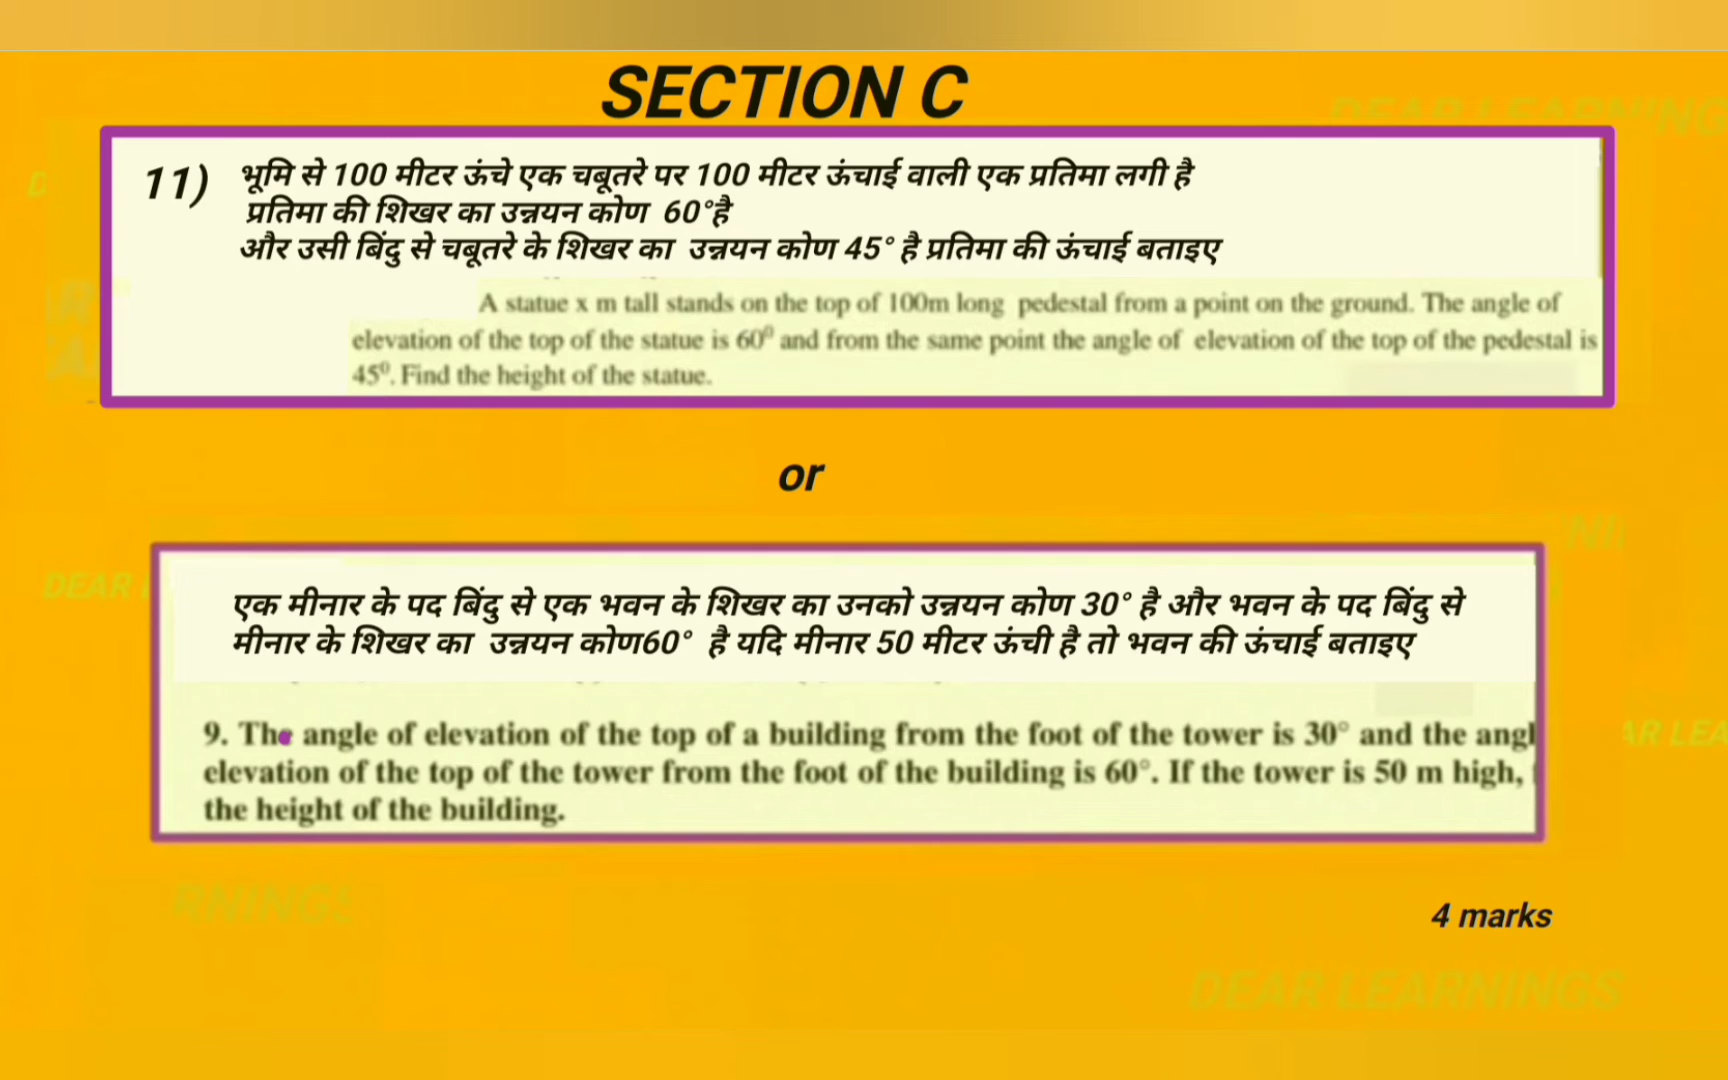 SECTION C
11) भूमि से 100 मीटर ऊंचे एक चबूतरे पर 100 मीटर ऊंचाई वाली एक प्रतिमा लगी है
प्रतिमा की शिखर का उन्नयन कोण 60°है
और उसी बिंदु से चबूतरे के शिखर का उन्नयन कोण 45° है प्रतिमा की ऊंचाई बताइए
A statue x m tall stands on the top of 100m long pedestal from a point on the ground. The angle of
elevation of the top of the statue is 60⁰ and from the same point the angle of elevation of the top of the pedestal is
45⁰. Find the height of the statue.
or
एक मीनार के पद बिंदु से एक भवन के शिखर का उनको उन्नयन कोण 30° है और भवन के पद बिंदु से
मीनार के शिखर का उन्नयन कोण60° है यदि मीनार 50 मीटर ऊंची है तो भवन की ऊंचाई बताइए
9. The angle of elevation of the top of a building from the foot of the tower is 30° and the angl
elevation of the top of the tower from the foot of the building is 60°. If the tower is 50 m high,
the height of the building.
4 marks
DEAR LEARNINGS